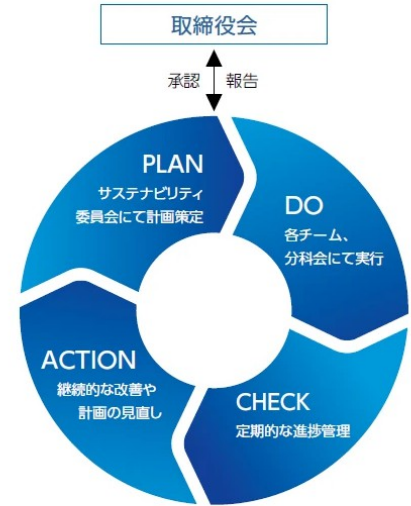 取締役会
承認 報告
PLAN
サステナビリティ
委員会にて計画策定
DO
各チーム、
分科会にて実行
CHECK
定期的な進捗管理
ACTION
継続的な改善や
計画の見直し